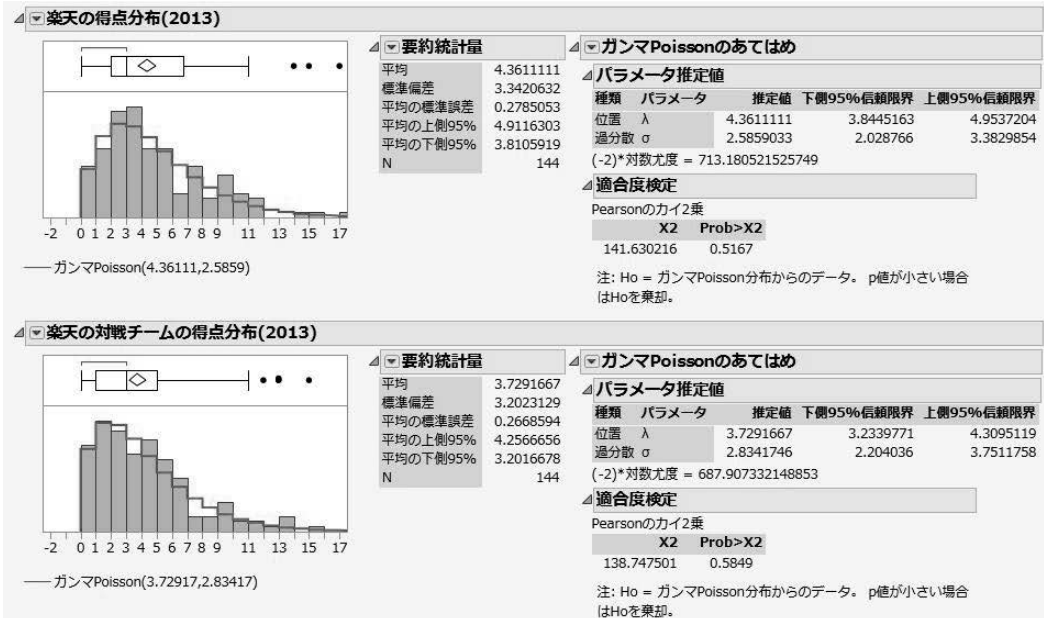 楽天の得点分布(2013)
-2 0 1 2 3 4 5 6 7 8 9 11 13 15 17
ガンマPoisson(4.36111,2.5859)
要約統計量
平均 4.3611111
標準偏差 3.3420632
平均の標準誤差 0.2785053
平均の上側95% 4.9116303
平均の下側95% 3.8105919
N 144
ガンマPoissonのあてはめ
パラメータ推定値
種類 パラメータ 推定値 下側95%信頼限界 上側95%信頼限界
位置 λ 4.3611111 3.8445163 4.9537204
過分散 σ 2.5859033 2.028766 3.3829854
(-2)*対数尤度 = 713.180521525749
適合度検定
Pearsonのカイ2乗
X2 Prob>X2
141.630216 0.5167
注: Ho = ガンマPoisson分布からのデータ。 p値が小さい場合
はHoを棄却。
楽天の対戦チームの得点分布(2013)
-2 0 1 2 3 4 5 6 7 8 9 11 13 15 17
ガンマPoisson(3.72917,2.83417)
要約統計量
平均 3.7291667
標準偏差 3.2023129
平均の標準誤差 0.2668594
平均の上側95% 4.2566656
平均の下側95% 3.2016678
N 144
ガンマPoissonのあてはめ
パラメータ推定値
種類 パラメータ 推定値 下側95%信頼限界 上側95%信頼限界
位置 λ 3.7291667 3.2339771 4.3095119
過分散 σ 2.8341746 2.204036 3.7511758
(-2)*対数尤度 = 687.907332148853
適合度検定
Pearsonのカイ2乗
X2 Prob>X2
138.747501 0.5849
注: Ho = ガンマPoisson分布からのデータ。 p値が小さい場合
はHoを棄却。